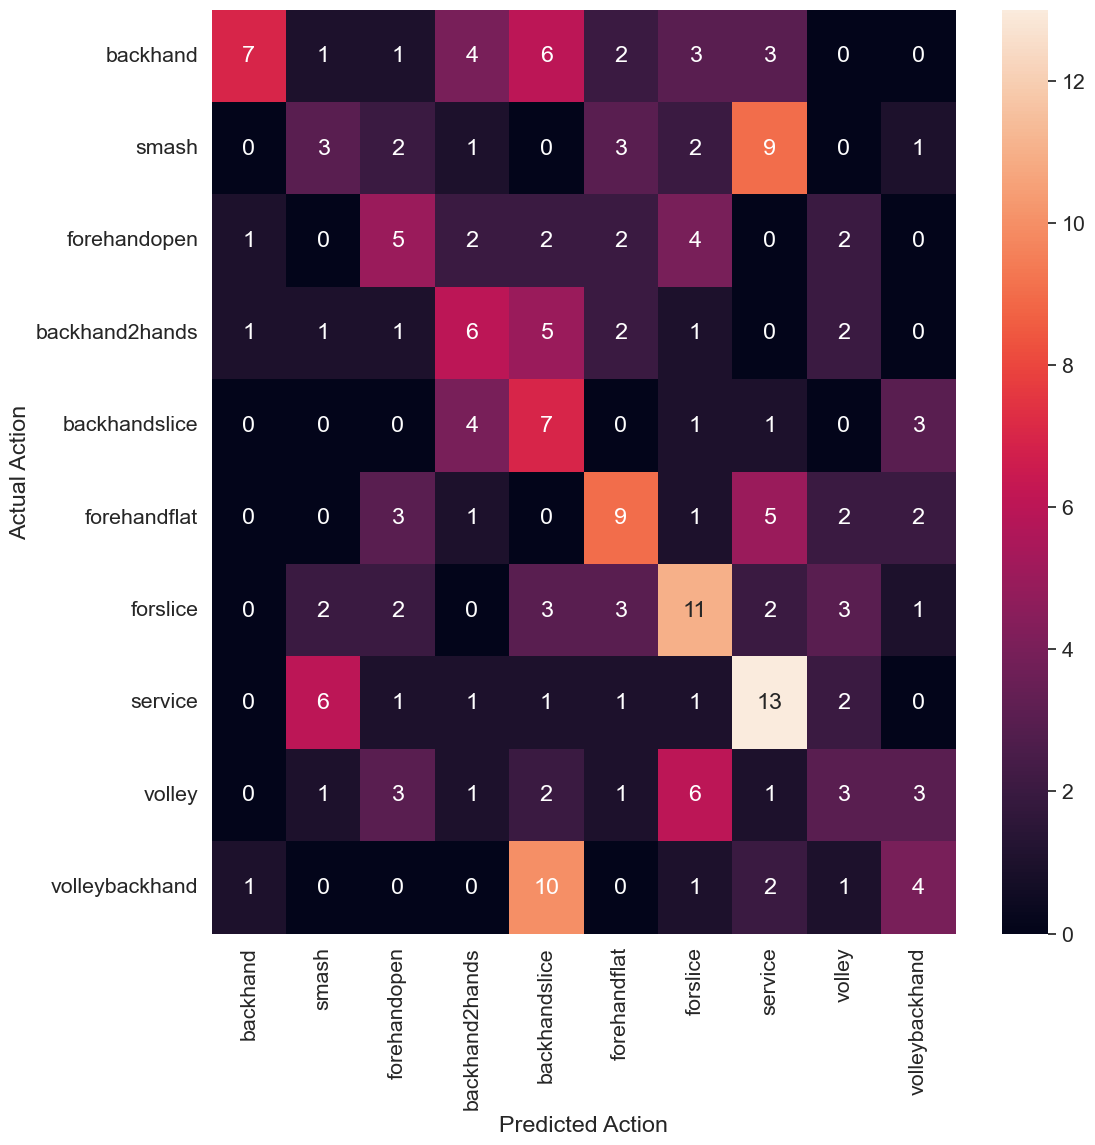 backhand 7 1 1 4 6 2 3 3 0 0
smash 0 3 2 1 0 3 2 9 0 1
forehandopen 1 0 5 2 2 2 4 0 2 0
backhand2hands 1 1 1 6 5 2 1 0 2 0
backhandslice 0 0 0 4 7 0 1 1 0 3
forehandflat 0 0 3 1 0 9 1 5 2 2
forslice 0 2 2 0 3 3 11 2 3 1
service 0 6 1 1 1 1 1 13 2 0
volley 0 1 3 1 2 1 6 1 3 3
volleybackhand 1 0 0 0 10 0 1 2 1 4
Actual Action
backhand
smash
forehandopen
backhand2hands
backhandslice
forehandflat
forslice
service
volley
volleybackhand
Predicted Action
12
10
8
6
4
2
0